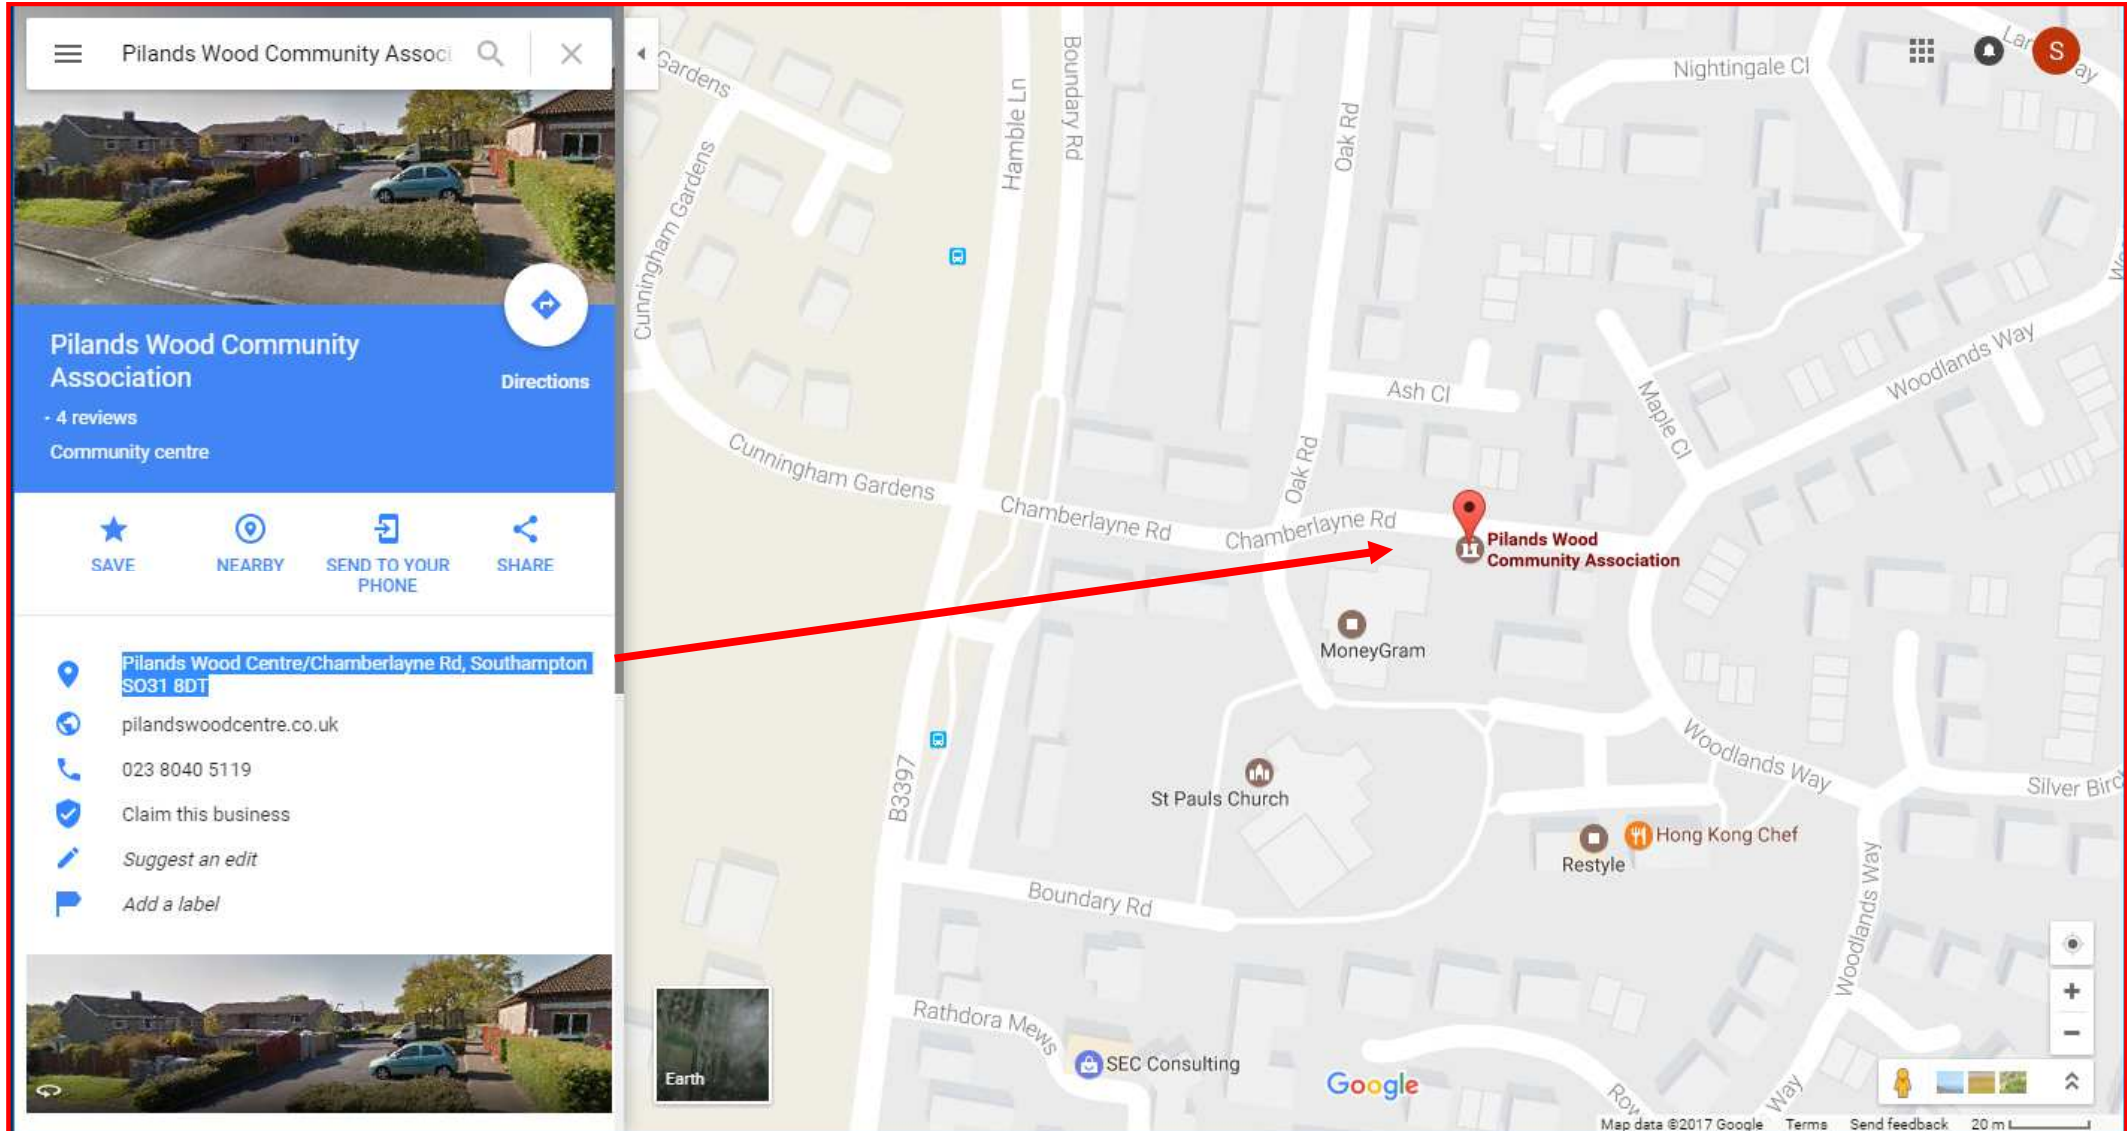 Pilands Wood Community Associ
Pilands Wood Community
Association
Directions
- 4 reviews
Community centre
SAVE
NEARBY
SEND TO YOUR
PHONE
SHARE
Pilands Wood Centre/Chamberlayne Rd, Southampton
SO31 8DT
pilandswoodcentre.co.uk
023 8040 5119
Claim this business
Suggest an edit
Add a label
Earth
Gardens
Cunningham Gardens
Cunningham Gardens
Hamble Ln
Boundary Rd
Oak Rd
Nightingale Cl
S
Ash Cl
Oak Rd
Maple Cl
Woodlands Way
Chamberlayne Rd
Chamberlayne Rd
Pilands Wood
Community Association
MoneyGram
St Pauls Church
B3397
Woodlands Way
Silver Birc
Hong Kong Chef
Restyle
Boundary Rd
Woodlands Way
Rathdora Mews
SEC Consulting
Google
Way
Map data ©2017 Google Terms Send feedback 20 m